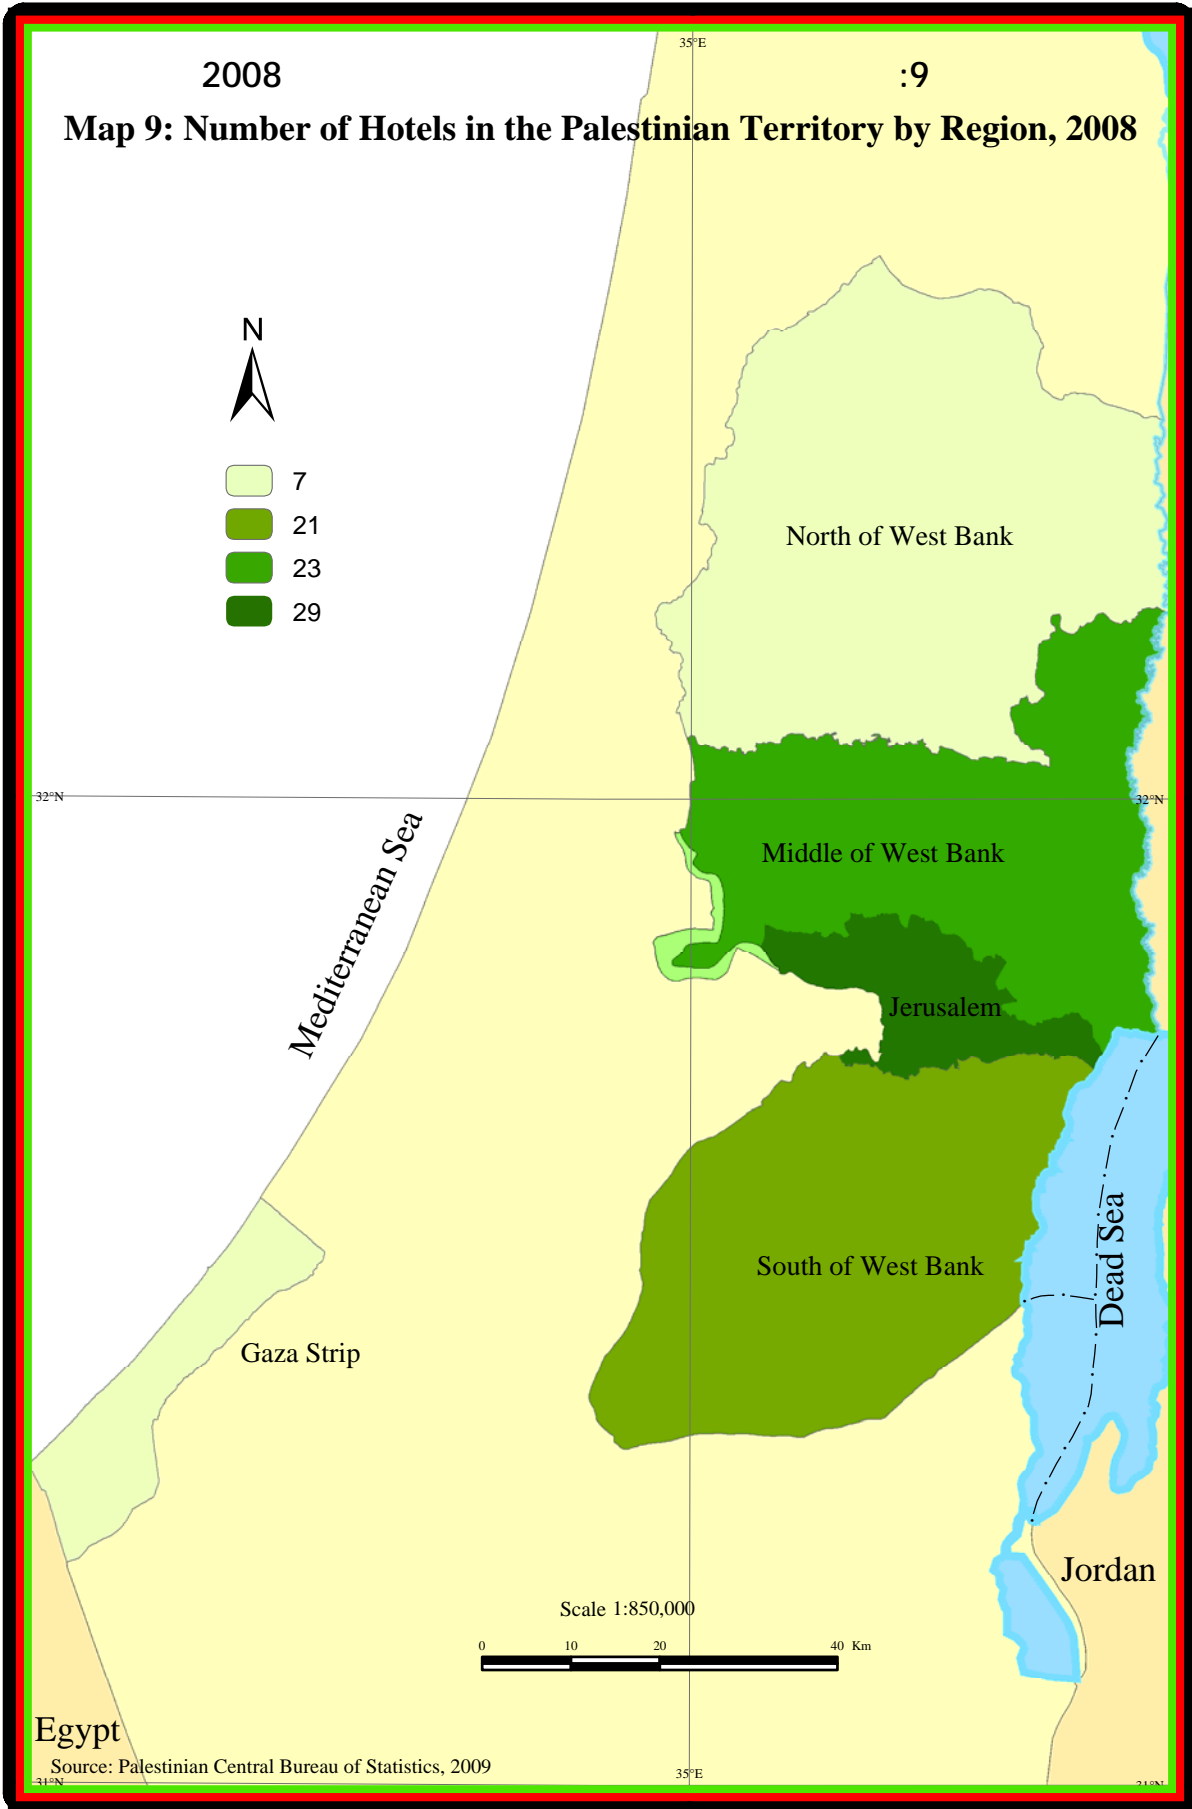 35°E
2008 :9
Map 9: Number of Hotels in the Palestinian Territory by Region, 2008
N
7
21
23
29
North of West Bank
32°N 32°N
Mediterranean Sea
Middle of West Bank
Jerusalem
Dead Sea
South of West Bank
Gaza Strip
Jordan
Scale 1:850,000
0 10 20 40 Km
Egypt
Source: Palestinian Central Bureau of Statistics, 2009
35°E
31°N 31°N